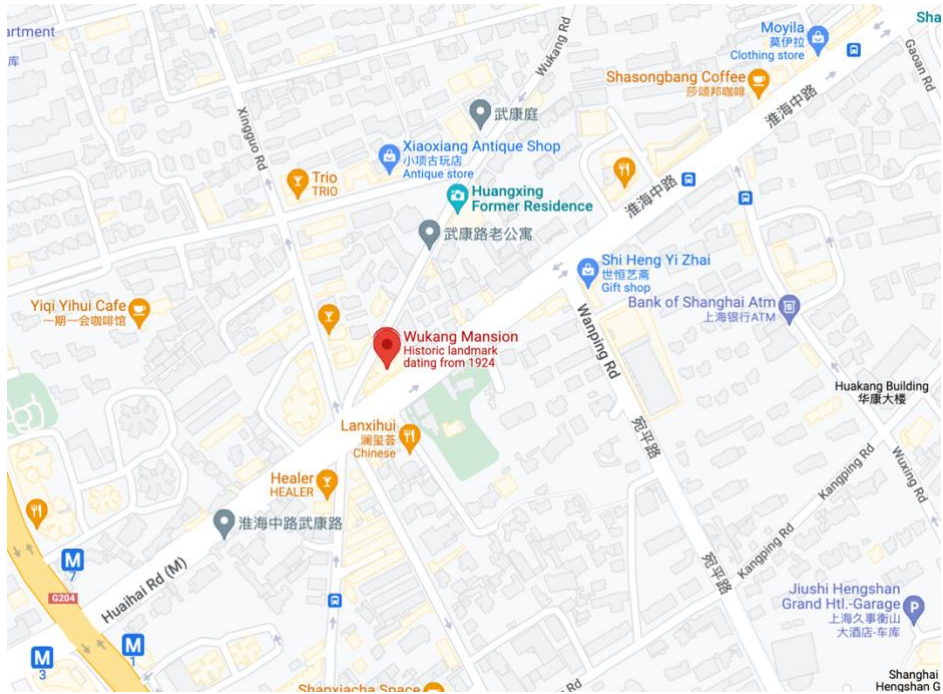 Sha
artment
库
Moyila
莫伊拉
Clothing store
Gaoan Rd
Wukang Rd
Shasongbang Coffee
莎颂邦咖啡
淮海中路
武康庭
Xingguo Rd
Xiaoxiang Antique Shop
小项古玩店
Antique store
Trio
TRIO
Huangxing
Former Residence
淮海中路
武康路老公寓
Shi Heng Yi Zhai
世恒艺斋
Gift shop
Bank of Shanghai Atm
上海银行ATM
Yiqi Yihui Cafe
一期一会咖啡馆
Wukang Mansion
Historic landmark
dating from 1924
Wanping Rd
Huakang Building
华康大楼
Lanxihui
澜玺荟
Chinese
宛平路
Kangping Rd
Wuxing Rd
Healer
HEALER
淮海中路武康路
M
7
G204
Huaihai Rd (M)
宛平路
Kangping Rd
Jiushi Hengshan
Grand Htl.-Garage
上海久事衡山
大酒店-车库
P
M
1
M
3
Shanxiacha Space
Rd
Shanghai
Hengshan G